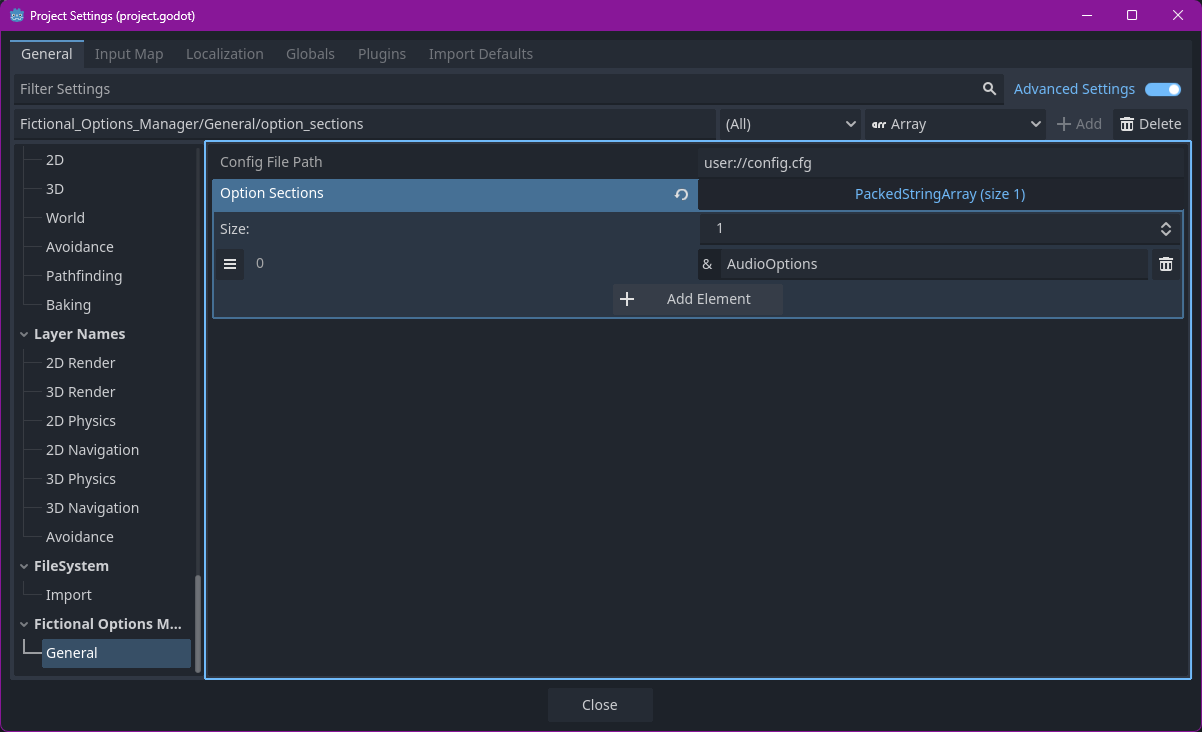 Project Settings (project.godot)
General Input Map Localization Globals Plugins Import Defaults
Filter Settings Advanced Settings
Fictional_Options_Manager/General/option_sections (All) Array Add Delete
2D
3D
World
Avoidance
Pathfinding
Baking
Layer Names
2D Render
3D Render
2D Physics
2D Navigation
3D Physics
3D Navigation
Avoidance
FileSystem
Import
Fictional Options M...
General
Config File Path user://config.cfg
Option Sections PackedStringArray (size 1)
Size: 1
0 & AudioOptions
Add Element
Close